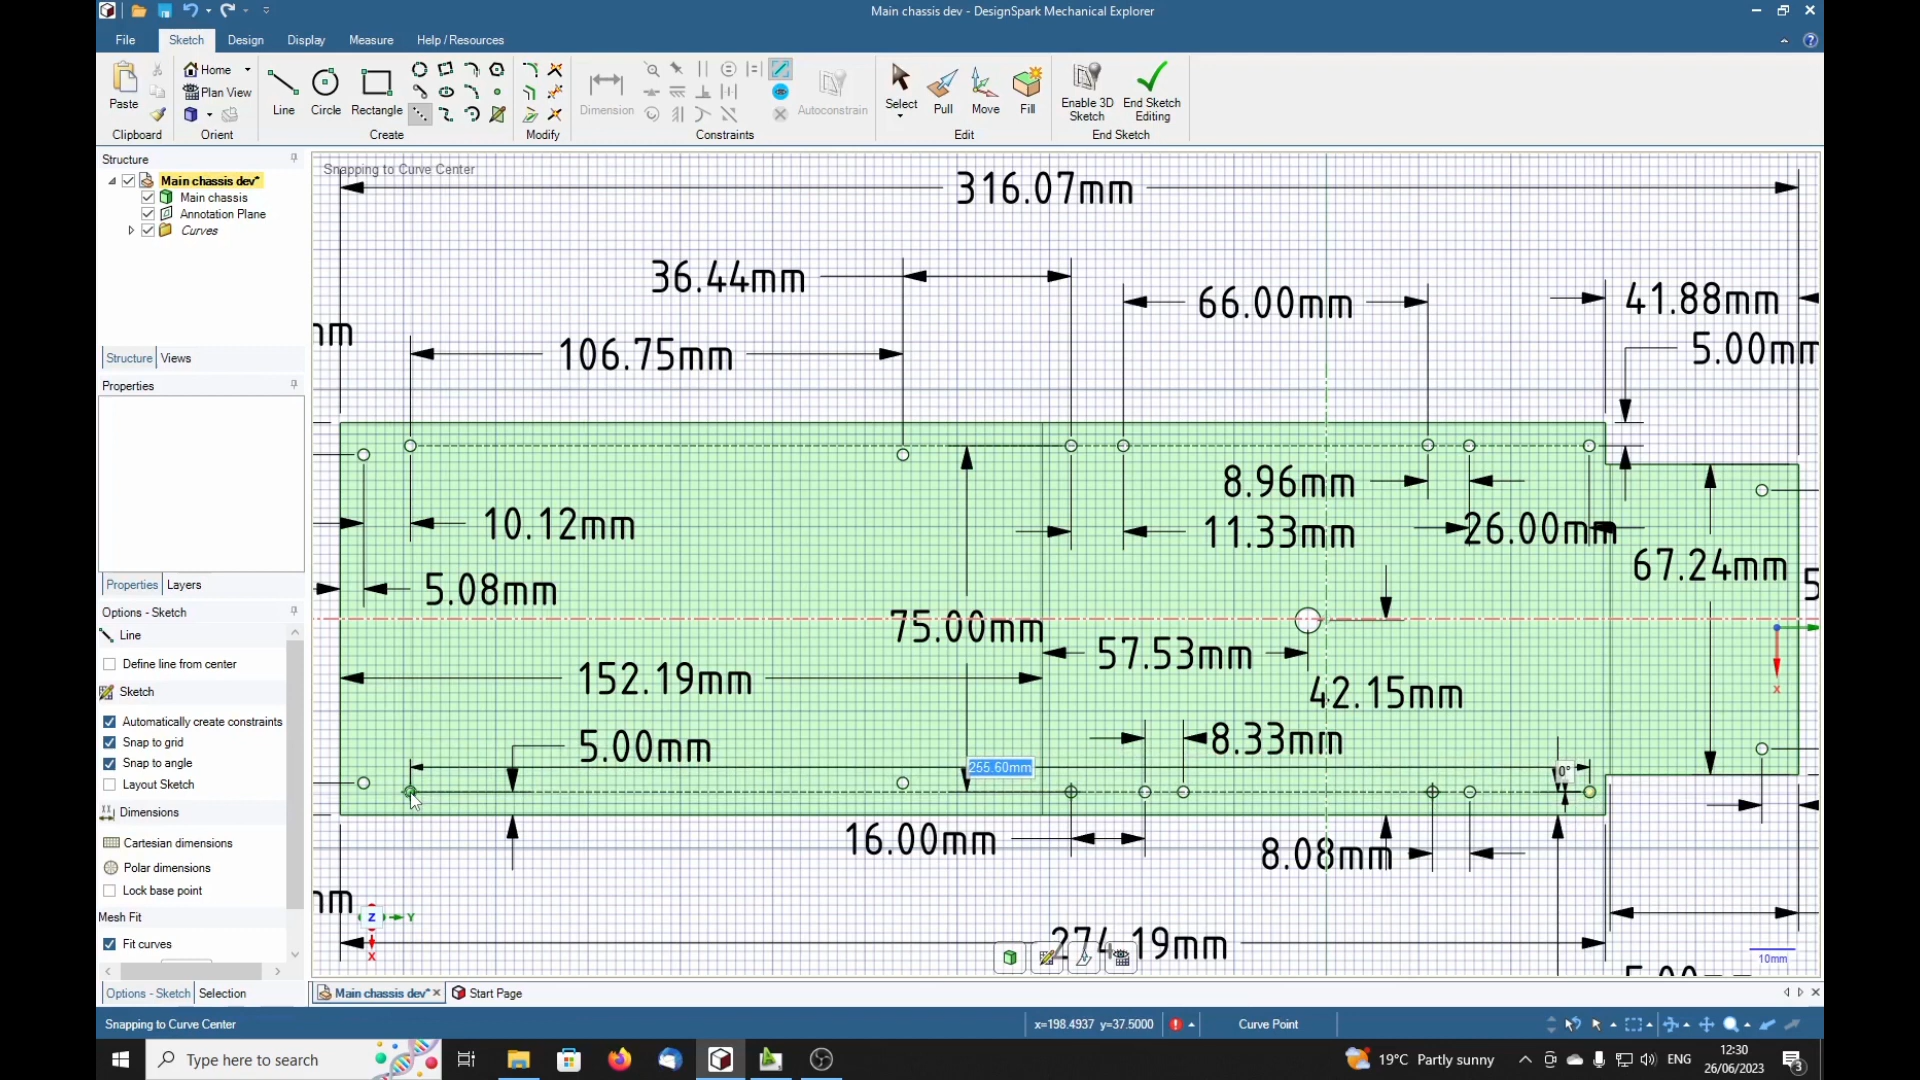 Main chassis dev - DesignSpark Mechanical Explorer
File
Sketch
Design
Display
Measure
Help / Resources
Home
Plan View
Paste
Line
Circle
Rectangle
Dimension
Autoconstrain
Select
Pull
Move
Fill
Enable 3D
Sketch
End Sketch
Editing
Clipboard
Orient
Create
Modify
Constraints
Edit
End Sketch
Structure
Main chassis dev*
Main chassis
Annotation Plane
Curves
Structure
Views
Properties
Properties
Layers
Options - Sketch
Line
Define line from center
Sketch
Automatically create constraints
Snap to grid
Snap to angle
Layout Sketch
Dimensions
Cartesian dimensions
Polar dimensions
Lock base point
Mesh Fit
Fit curves
Options - Sketch
Selection
Snapping to Curve Center
316.07mm
36.44mm
66.00mm
41.88mm
106.75mm
5.00mm
8.96mm
10.12mm
11.33mm
26.00mm
67.24mm
5.08mm
75.00mm
57.53mm
152.19mm
42.15mm
5.00mm
8.33mm
255.60mm
0°
16.00mm
8.08mm
274.19mm
Z
Y
X
X
10mm
Main chassis dev*
Start Page
Snapping to Curve Center
x=198.4937 y=37.5000
Curve Point
Type here to search
19°C Partly sunny
ENG
12:30
26/06/2023
3